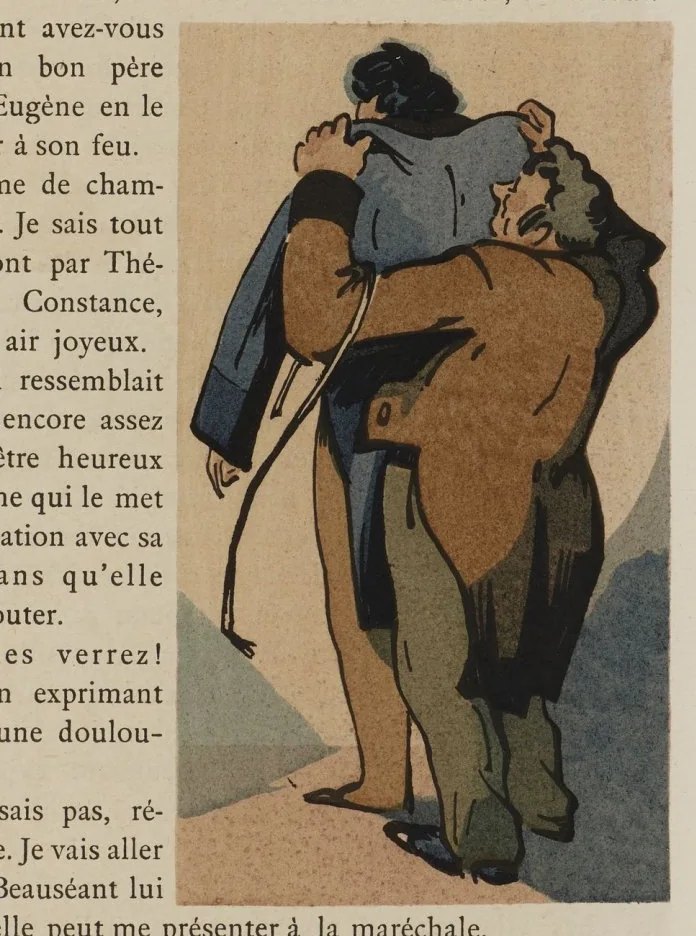 nt avez-vous
n bon père
Eugène en le
r à son feu.
me de cham-
. Je sais tout
ont par Thé-
Constance,
air joyeux.
ressemblait
encore assez
être heureux
ne qui le met
ation avec sa
ans qu'elle
outer.
es verrez!
n exprimant
une doulou-
sais pas, ré-
e. Je vais aller
Beauséant lui
elle peut me présenter à la maréchale.